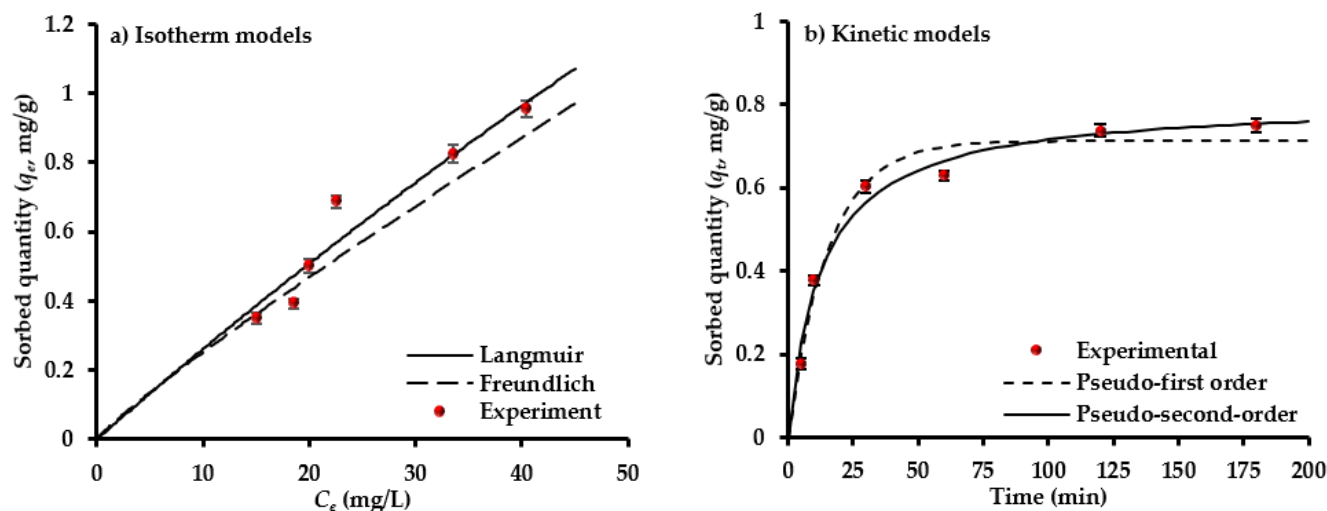 a) Isotherm models
Sorbed quantity (qe, mg/g)
1.2
1
0.8
0.6
0.4
0.2
0
0
10
20
30
40
50
Ce (mg/L)
Langmuir
Freundlich
Experiment
b) Kinetic models
Sorbed quantity (qt, mg/g)
1
0.8
0.6
0.4
0.2
0
0
25
50
75
100
125
150
175
200
Time (min)
Experimental
Pseudo-first order
Pseudo-second-order